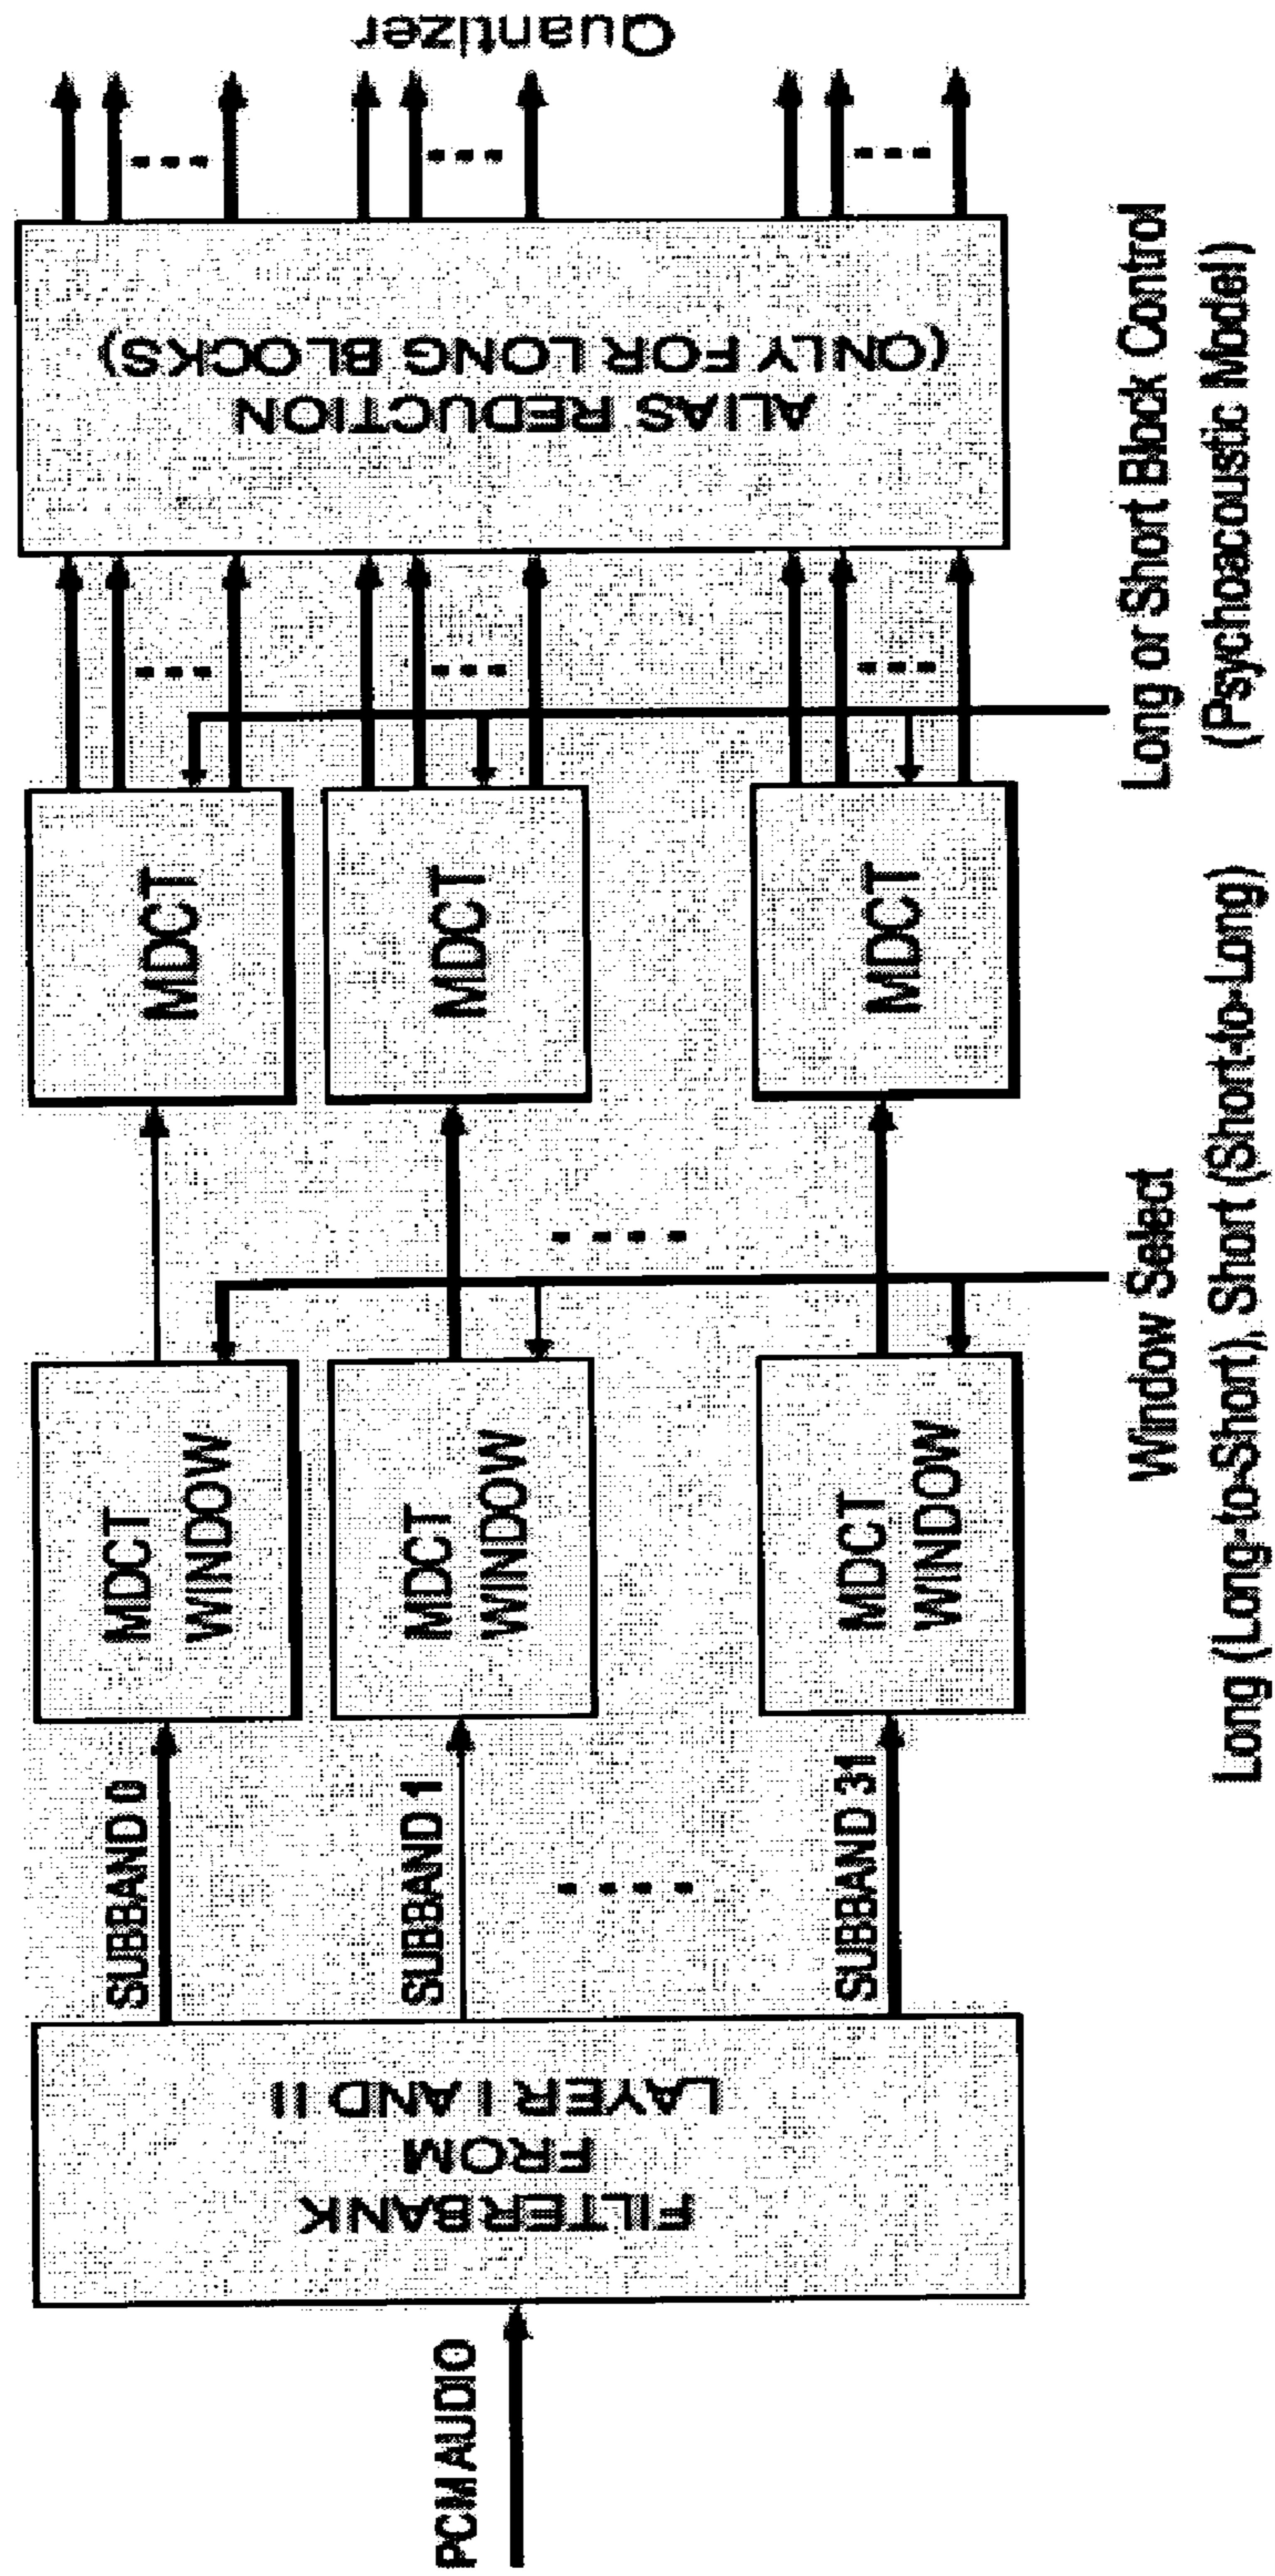 PCM AUDIO
FILTERBANK
FROM
LAYER I AND II
SUBBAND 0
SUBBAND 1
SUBBAND 31
MDCT
WINDOW
MDCT
WINDOW
MDCT
WINDOW
MDCT
MDCT
MDCT
ALIAS REDUCTION
(ONLY FOR LONG BLOCKS)
Quantizer
Window Select
Long (Long-to-Short), Short (Short-to-Long)
Long or Short Block Control
(Psychoacoustic Model)